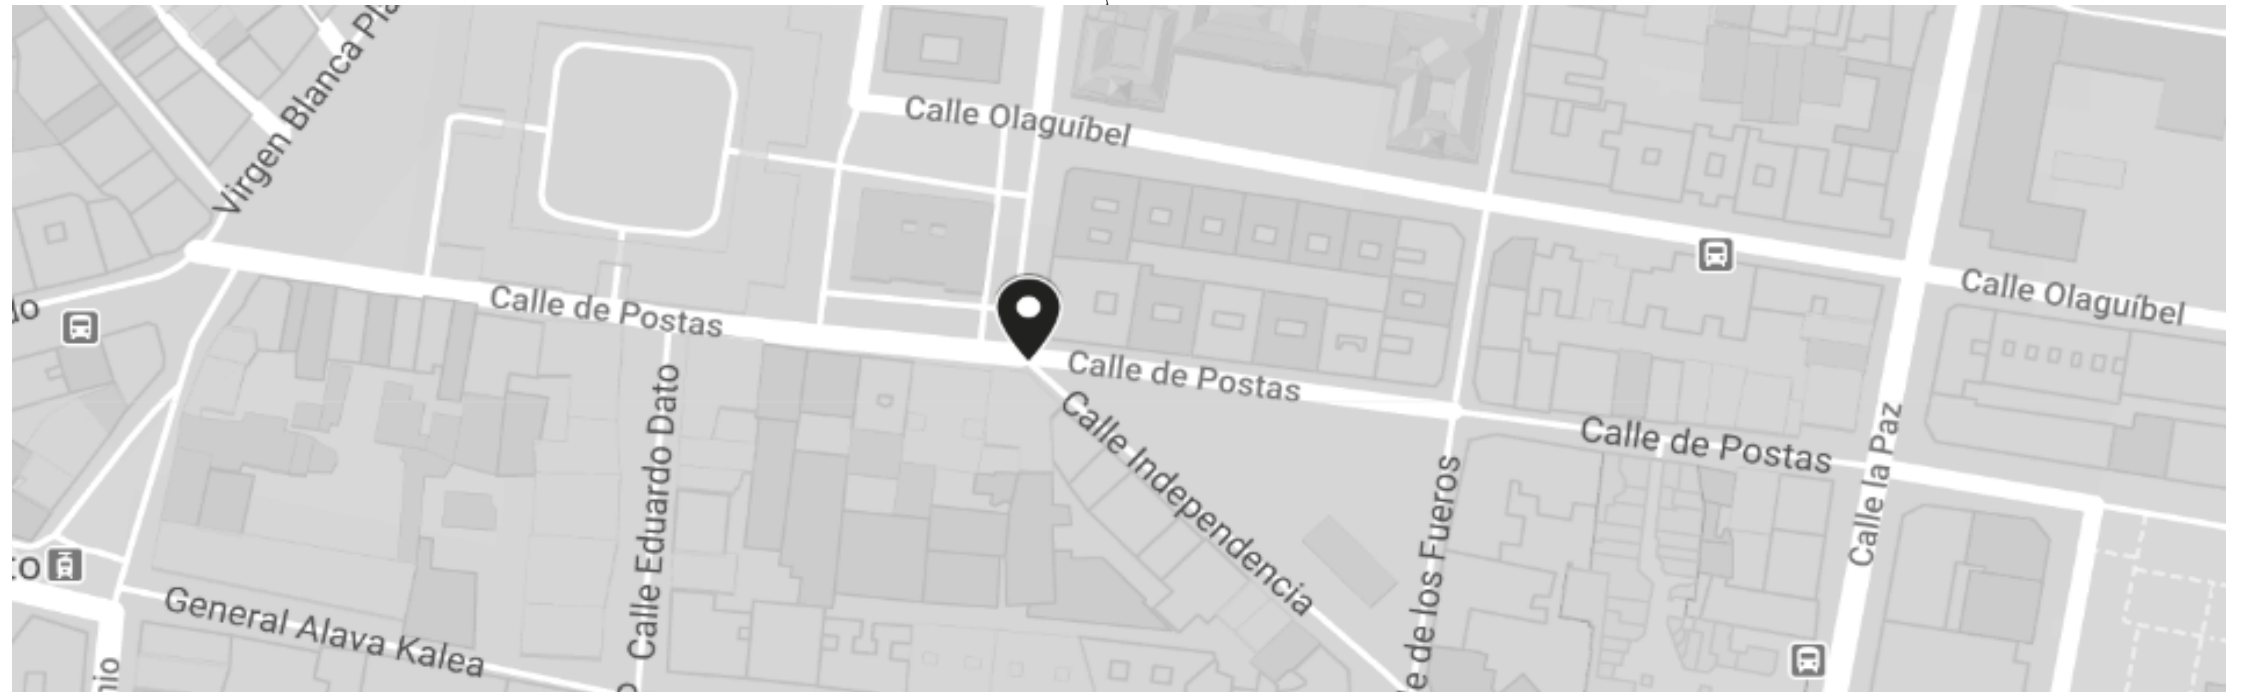 Virgen Blanca Pla
Calle Olaguíbel
Calle Olaguíbel
Calle de Postas
Calle de Postas
Calle de Postas
Calle Eduardo Dato
Calle Independencia
e de los Fueros
Calle la Paz
General Alava Kalea